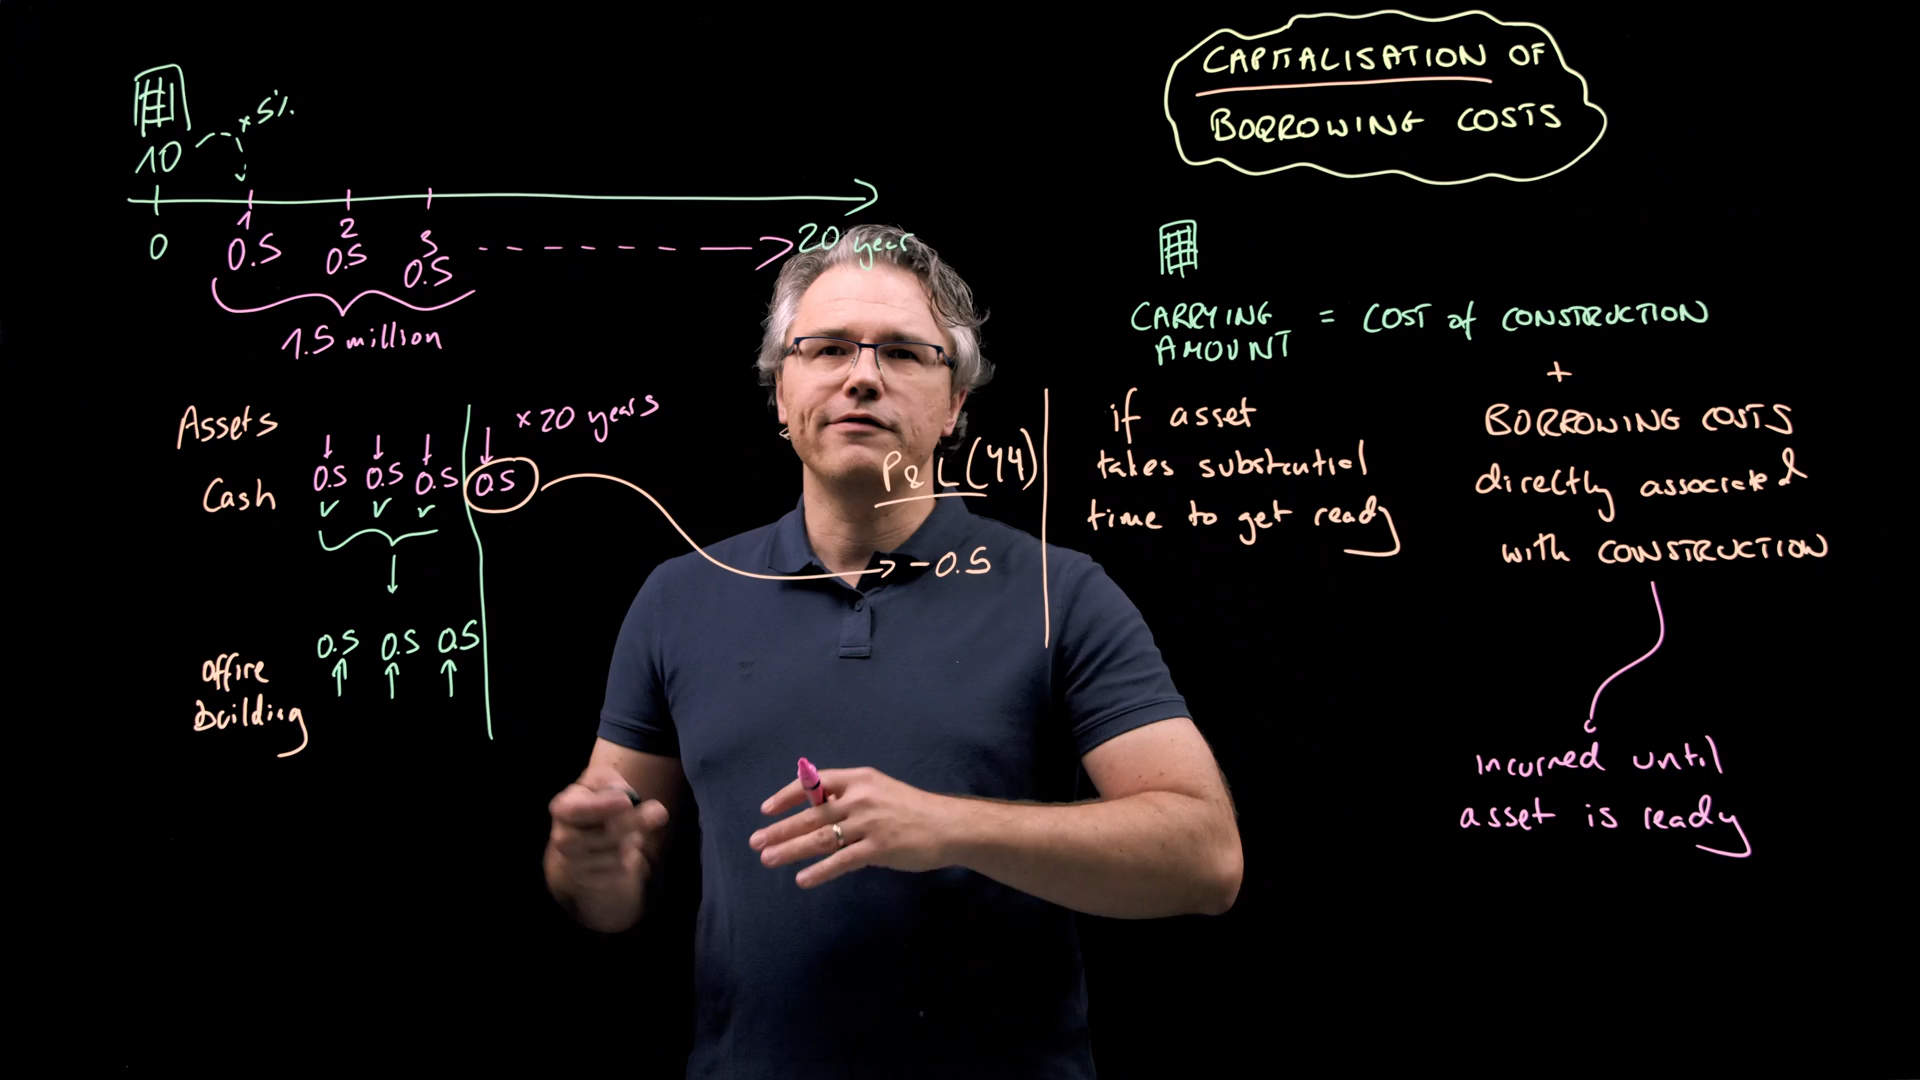 CAPITALISATION OF
BORROWING COSTS
× 5%
10
0
1
2
3
20 year
0.5 0.5 0.5
1.5 million
Assets
× 20 years
Cash 0.5 0.5 0.5 0.5
P&L (Y4)
-0.5
office
building
0.5 0.5 0.5
CARRYING
AMOUNT
= COST of CONSTRUCTION
+
BORROWING COSTS
directly associated
with CONSTRUCTION
if asset
takes substantial
time to get ready
incurred until
asset is ready